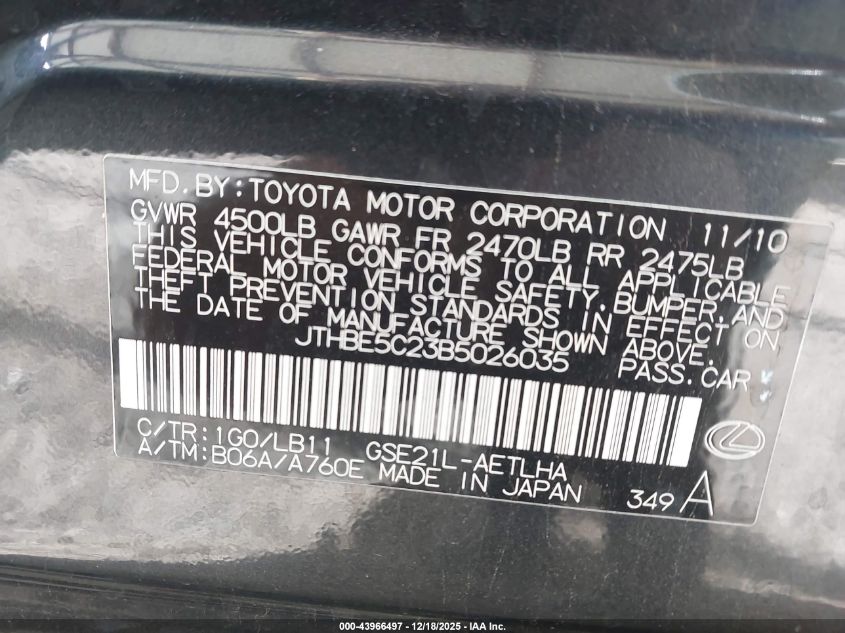 MFD. BY: TOYOTA MOTOR CORPORATION 11/10
GVWR 4500LB GAWR FR 2470LB RR 2475LB
THIS VEHICLE CONFORMS TO ALL APPLICABLE
FEDERAL MOTOR VEHICLE SAFETY, BUMPER, AND
THEFT PREVENTION STANDARDS IN EFFECT ON
THE DATE OF MANUFACTURE SHOWN ABOVE.
JTHBE5C23B5026035 PASS. CAR
C/TR: 1G0/LB11 GSE21L-AETLHA
A/TM: B06A/A760E MADE IN JAPAN 349 A
000-43966497 - 12/18/2025 - IAA Inc.